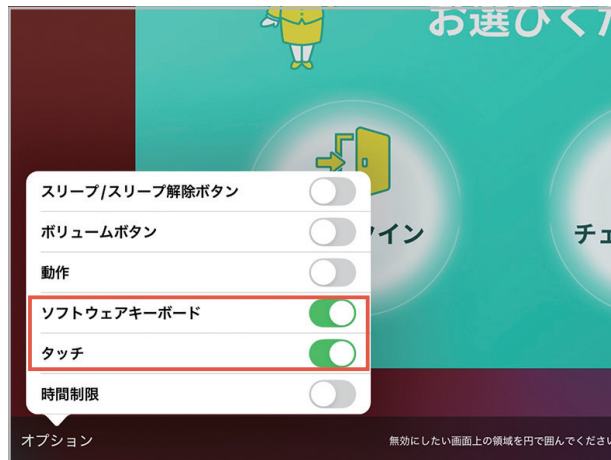 お選びくだ
スリープ/スリープ解除ボタン
ボリュームボタン
イン
チェ
動作
ソフトウェアキーボード
タッチ
時間制限
オプション
無効にしたい画面上の領域を円で囲んでください